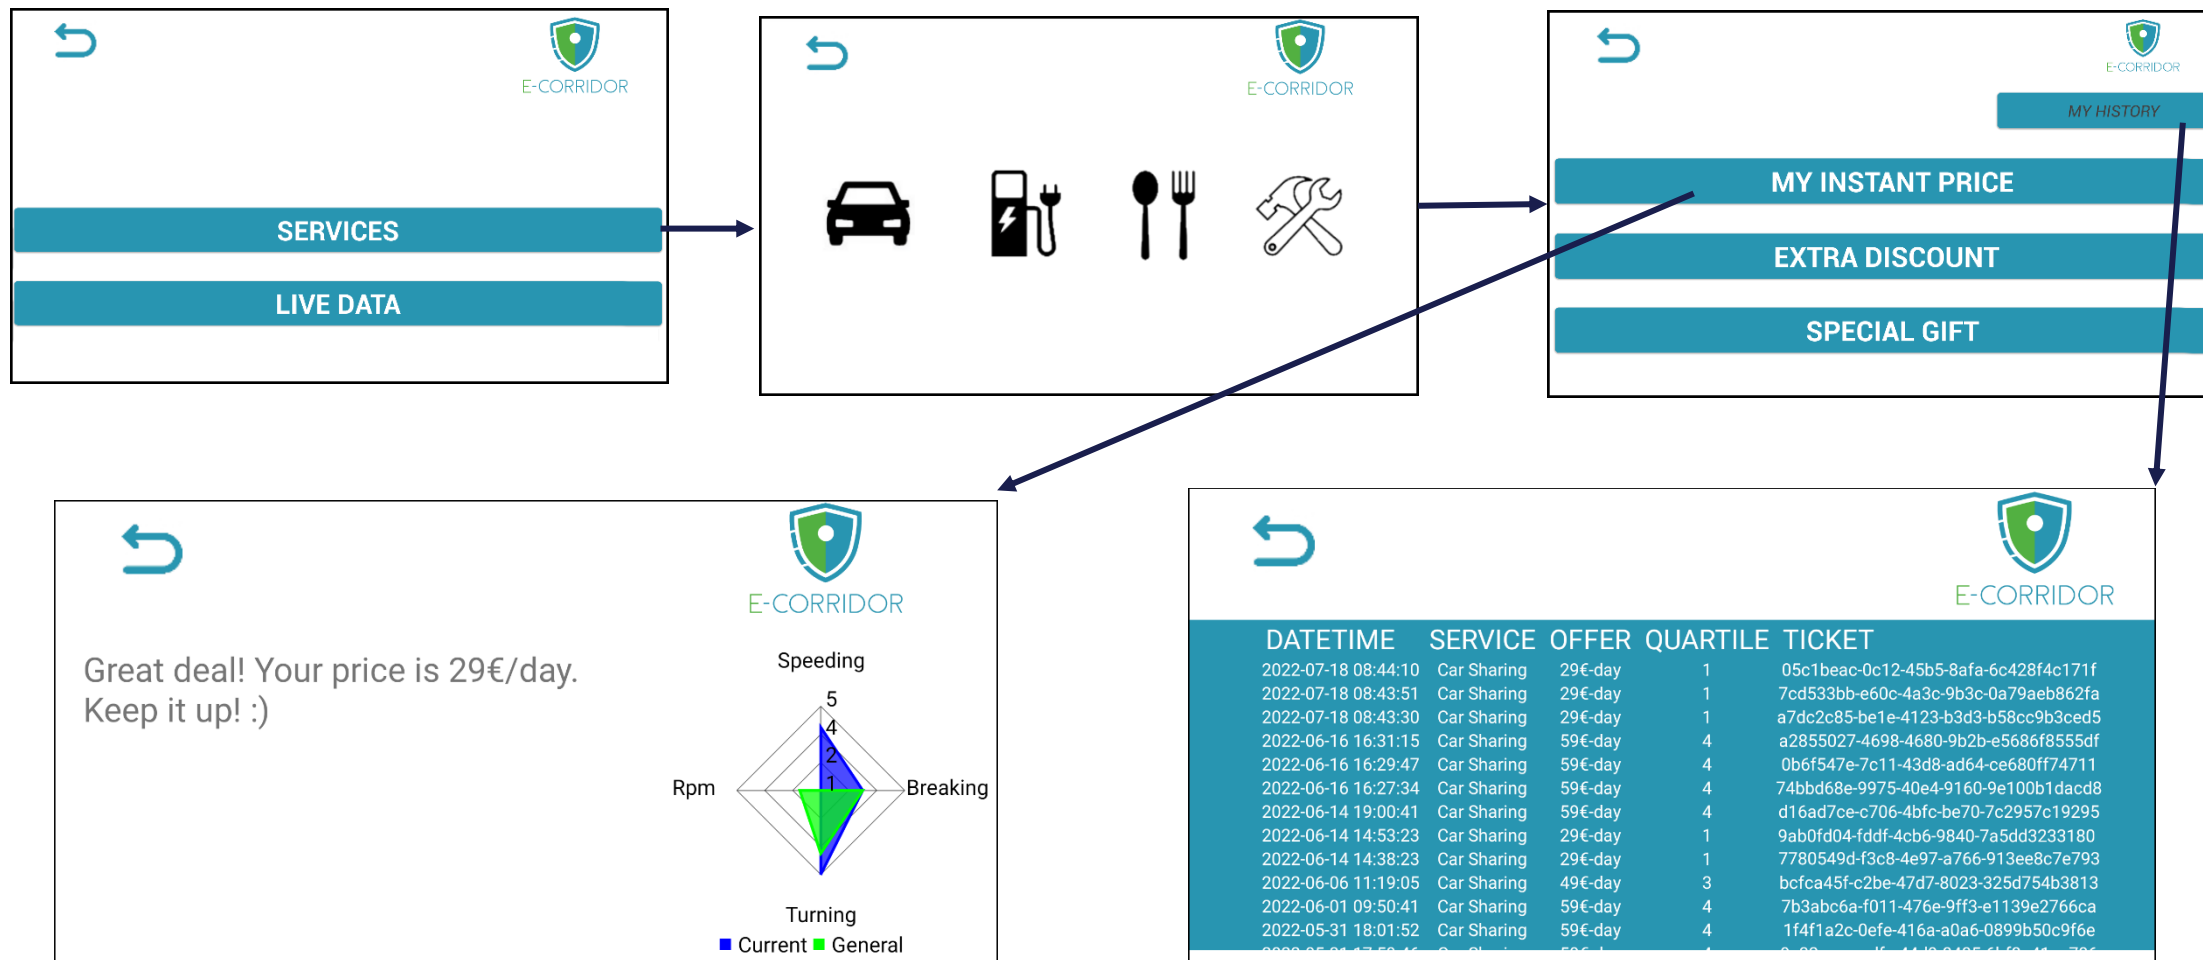 E-CORRIDOR
SERVICES
LIVE DATA
E-CORRIDOR
E-CORRIDOR
MY HISTORY
MY INSTANT PRICE
EXTRA DISCOUNT
SPECIAL GIFT
E-CORRIDOR
Great deal! Your price is 29€/day.
Keep it up! :)
Speeding
5
4
2
1
Rpm
Breaking
Turning
Current General
E-CORRIDOR
DATETIME SERVICE OFFER QUARTILE TICKET
2022-07-18 08:44:10 Car Sharing 29€-day 1 05c1beac-0c12-45b5-8afa-6c428f4c171f
2022-07-18 08:43:51 Car Sharing 29€-day 1 7cd533bb-e60c-4a3c-9b3c-0a79aeb862fa
2022-07-18 08:43:30 Car Sharing 29€-day 1 a7dc2c85-be1e-4123-b3d3-b58cc9b3ced5
2022-06-16 16:31:15 Car Sharing 59€-day 4 a2855027-4698-4680-9b2b-e5686f8555df
2022-06-16 16:29:47 Car Sharing 59€-day 4 0b6f547e-7c11-43d8-ad64-ce680ff74711
2022-06-16 16:27:34 Car Sharing 59€-day 4 74bbd68e-9975-40e4-9160-9e100b1dacd8
2022-06-14 19:00:41 Car Sharing 59€-day 4 d16ad7ce-c706-4bfc-be70-7c2957c19295
2022-06-14 14:53:23 Car Sharing 29€-day 1 9ab0fd04-fddf-4cb6-9840-7a5dd3233180
2022-06-14 14:38:23 Car Sharing 29€-day 1 7780549d-f3c8-4e97-a766-913ee8c7e793
2022-06-06 11:19:05 Car Sharing 49€-day 3 bcfca45f-c2be-47d7-8023-325d754b3813
2022-06-01 09:50:41 Car Sharing 59€-day 4 7b3abc6a-f011-476e-9ff3-e1139e2766ca
2022-05-31 18:01:52 Car Sharing 59€-day 4 1f4f1a2c-0efe-416a-a0a6-0899b50c9f6e